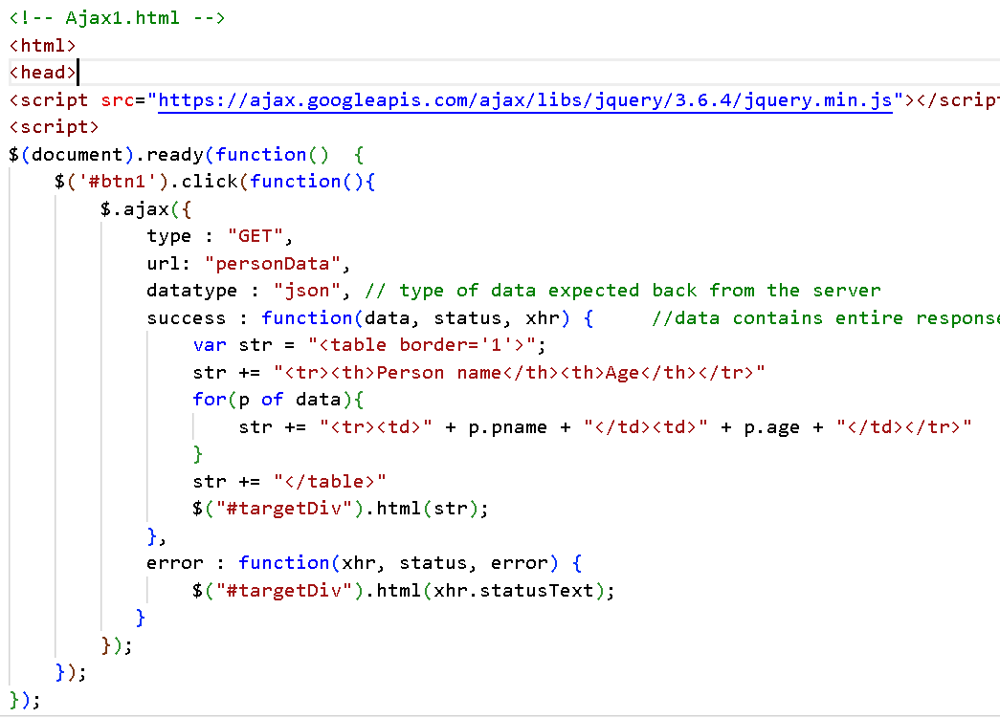 <!-- Ajax1.html -->
<html>
<head>
<script src="https://ajax.googleapis.com/ajax/libs/jquery/3.6.4/jquery.min.js"></script
<script>
$(document).ready(function()  {
    $('#btn1').click(function(){
        $.ajax({
            type : "GET",
            url: "personData",
            datatype : "json", // type of data expected back from the server
            success : function(data, status, xhr) {     //data contains entire response
                var str = "<table border='1'>";
                str += "<tr><th>Person name</th><th>Age</th></tr>"
                for(p of data){
                    str += "<tr><td>" + p.pname + "</td><td>" + p.age + "</td></tr>"
                }
                str += "</table>"
                $("#targetDiv").html(str);
            },
            error : function(xhr, status, error) {
                $("#targetDiv").html(xhr.statusText);
           }
        });
    });
});